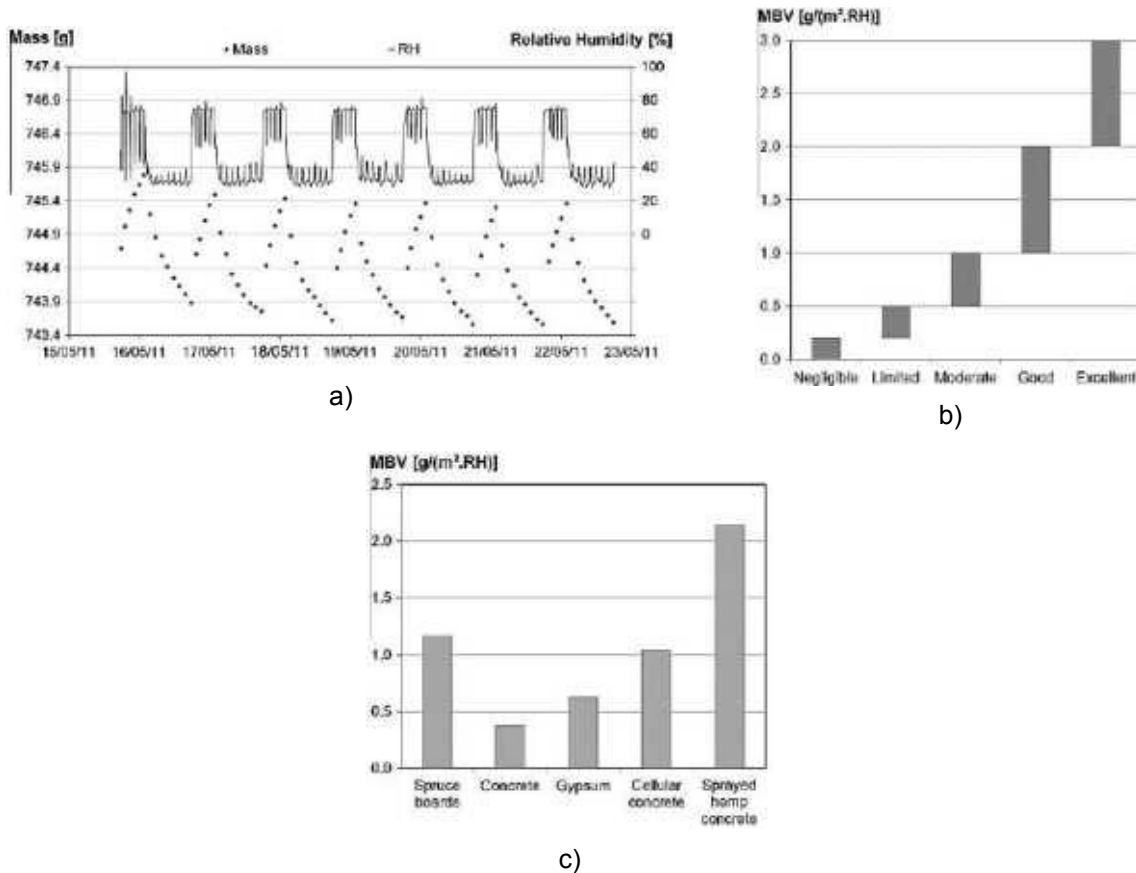 Mass [g]
Mass
RH
Relative Humidity [%]
747.4
746.9
746.4
745.9
745.4
744.9
744.4
743.9
743.4
100
80
60
40
20
0
15/05/11 16/05/11 17/05/11 18/05/11 19/05/11 20/05/11 21/05/11 22/05/11 23/05/11
a)
MBV [g/(m².RH)]
3.0
2.5
2.0
1.5
1.0
0.5
0.0
Negligible Limited Moderate Good Excellent
b)
MBV [g/(m².RH)]
2.5
2.0
1.5
1.0
0.5
0.0
Spruce boards
Concrete
Gypsum
Cellular concrete
Sprayed hemp concrete
c)